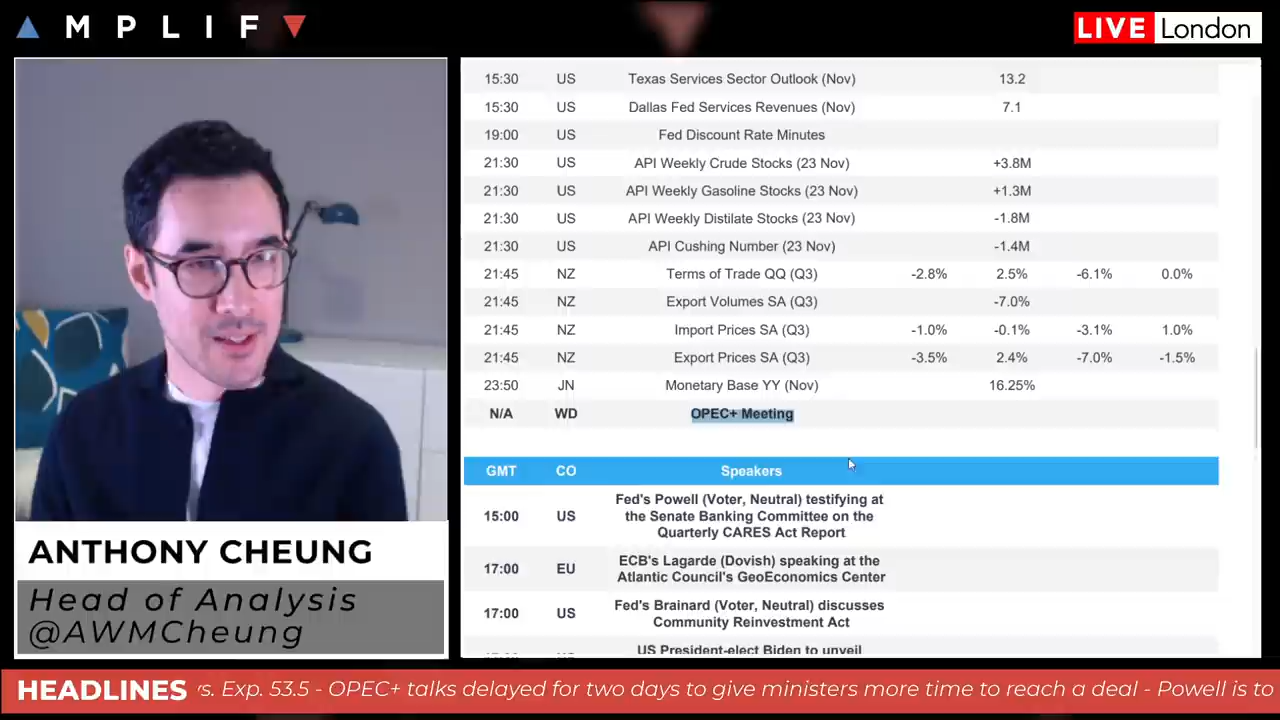 AMPLIFY
LIVE London
15:30 US Texas Services Sector Outlook (Nov) 13.2
15:30 US Dallas Fed Services Revenues (Nov) 7.1
19:00 US Fed Discount Rate Minutes
21:30 US API Weekly Crude Stocks (23 Nov) +3.8M
21:30 US API Weekly Gasoline Stocks (23 Nov) +1.3M
21:30 US API Weekly Distilate Stocks (23 Nov) -1.8M
21:30 US API Cushing Number (23 Nov) -1.4M
21:45 NZ Terms of Trade QQ (Q3) -2.8% 2.5% -6.1% 0.0%
21:45 NZ Export Volumes SA (Q3) -7.0%
21:45 NZ Import Prices SA (Q3) -1.0% -0.1% -3.1% 1.0%
21:45 NZ Export Prices SA (Q3) -3.5% 2.4% -7.0% -1.5%
23:50 JN Monetary Base YY (Nov) 16.25%
N/A WD OPEC+ Meeting
GMT CO Speakers
15:00 US Fed's Powell (Voter, Neutral) testifying at
the Senate Banking Committee on the
Quarterly CARES Act Report
17:00 EU ECB's Lagarde (Dovish) speaking at the
Atlantic Council's GeoEconomics Center
17:00 US Fed's Brainard (Voter, Neutral) discusses
Community Reinvestment Act
US President-elect Biden to unveil
ANTHONY CHEUNG
Head of Analysis
@AWMCheung
HEADLINES rs. Exp. 53.5 - OPEC+ talks delayed for two days to give ministers more time to reach a deal - Powell is to